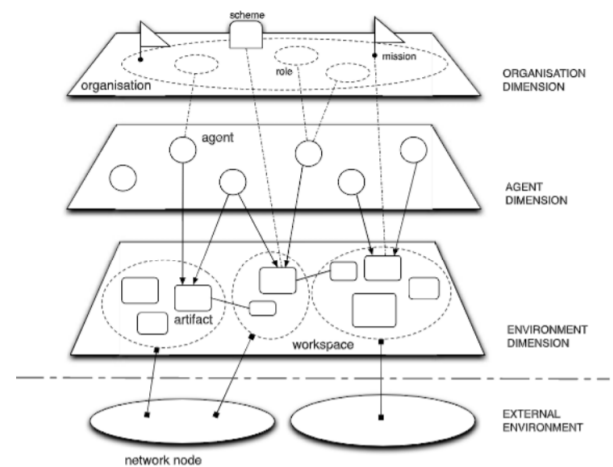 scheme
mission
role
organisation
ORGANISATION
DIMENSION
agent
AGENT
DIMENSION
artifact
workspace
ENVIRONMENT
DIMENSION
EXTERNAL
ENVIRONMENT
network node